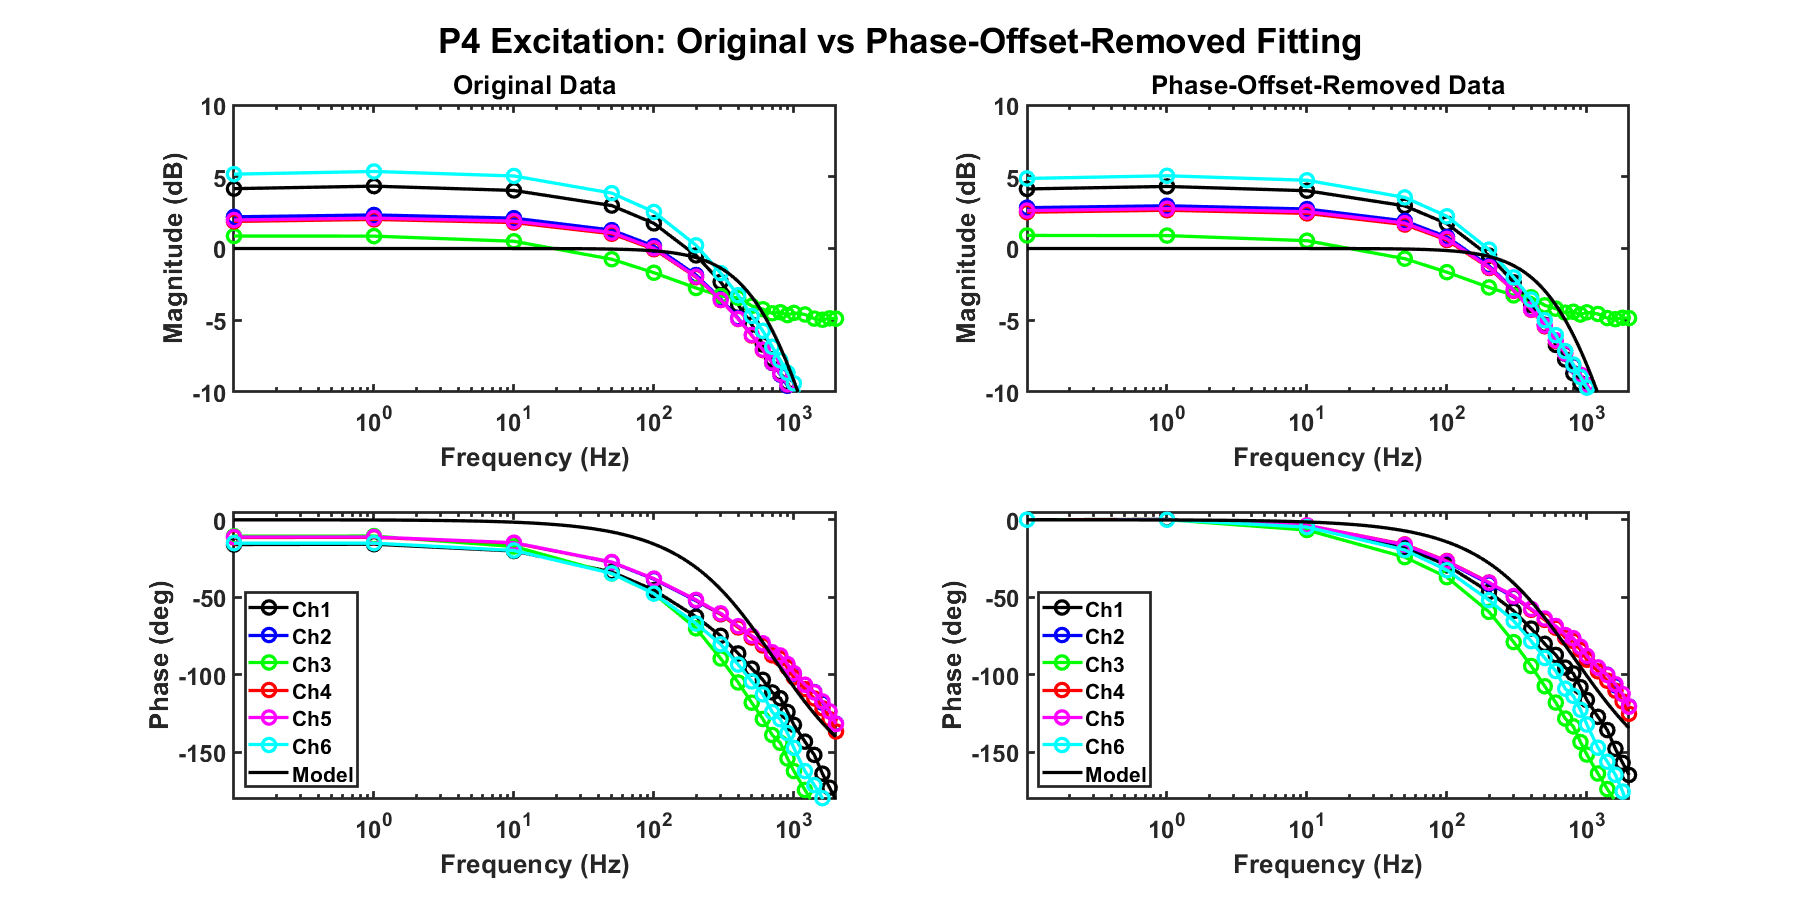 P4 Excitation: Original vs Phase-Offset-Removed Fitting
Original Data
10
5
0
-5
-10
Magnitude (dB)
10^0
10^1
10^2
10^3
Frequency (Hz)
Phase-Offset-Removed Data
10
5
0
-5
-10
Magnitude (dB)
10^0
10^1
10^2
10^3
Frequency (Hz)
0
-50
-100
-150
Phase (deg)
Ch1
Ch2
Ch3
Ch4
Ch5
Ch6
Model
10^0
10^1
10^2
10^3
Frequency (Hz)
0
-50
-100
-150
Phase (deg)
Ch1
Ch2
Ch3
Ch4
Ch5
Ch6
Model
10^0
10^1
10^2
10^3
Frequency (Hz)